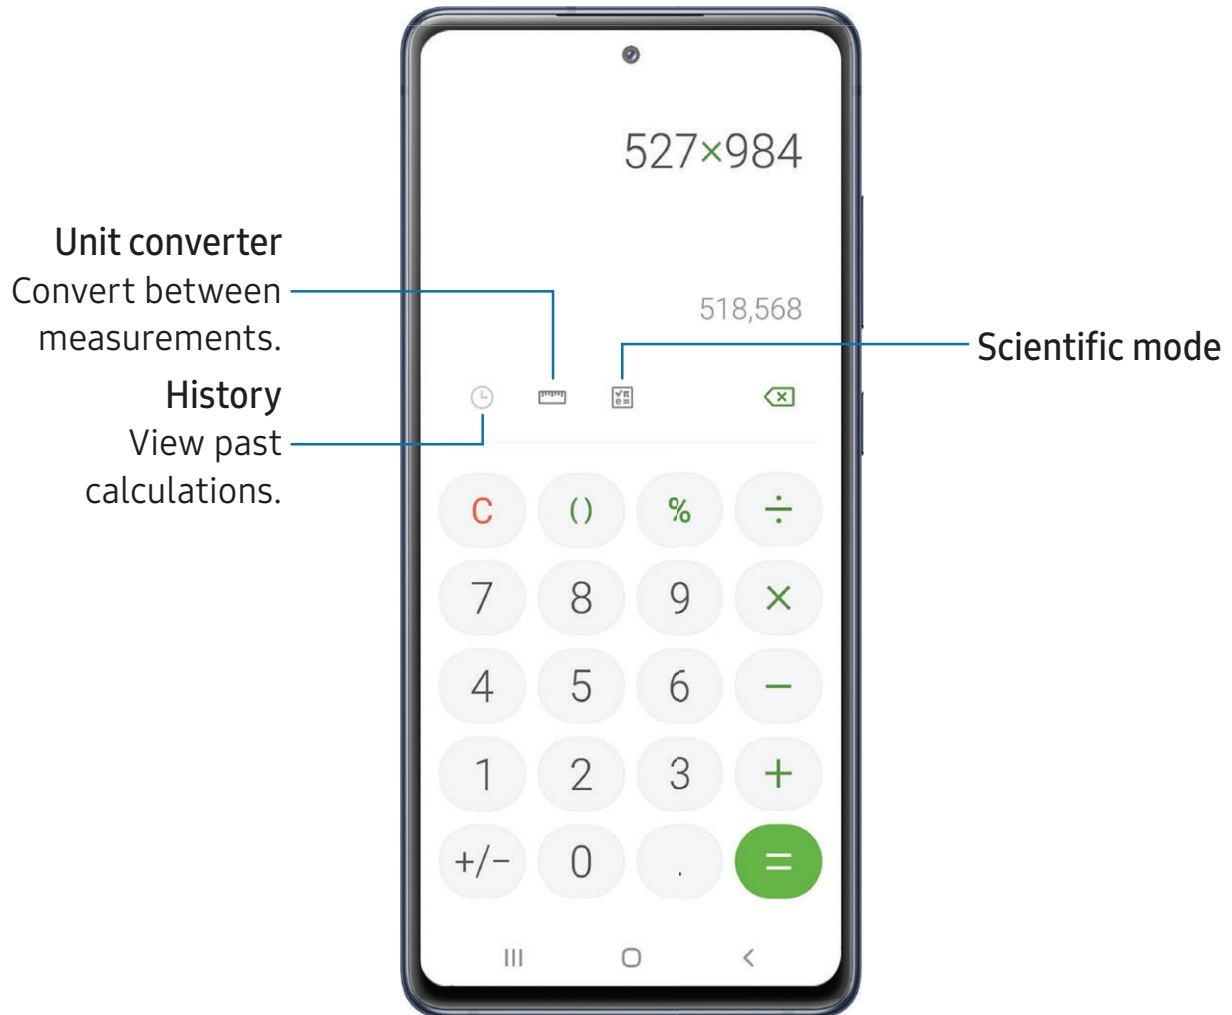 527×984
Unit converter
Convert between
measurements.
518,568
Scientific mode
History
View past
calculations.
√π
e=
C () % ÷
7 8 9 ×
4 5 6 −
1 2 3 +
+/− 0 . =